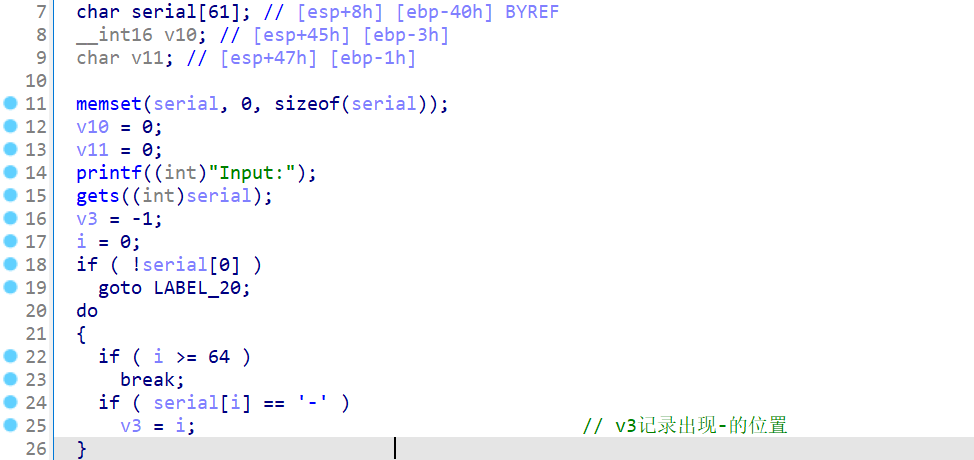 7 char serial[61]; // [esp+8h] [ebp-40h] BYREF
8 __int16 v10; // [esp+45h] [ebp-3h]
9 char v11; // [esp+47h] [ebp-1h]
10
11 memset(serial, 0, sizeof(serial));
12 v10 = 0;
13 v11 = 0;
14 printf((int)"Input:");
15 gets((int)serial);
16 v3 = -1;
17 i = 0;
18 if ( !serial[0] )
19 goto LABEL_20;
20 do
21 {
22 if ( i >= 64 )
23 break;
24 if ( serial[i] == '-' )
25 v3 = i; // v3记录出现-的位置
26 }